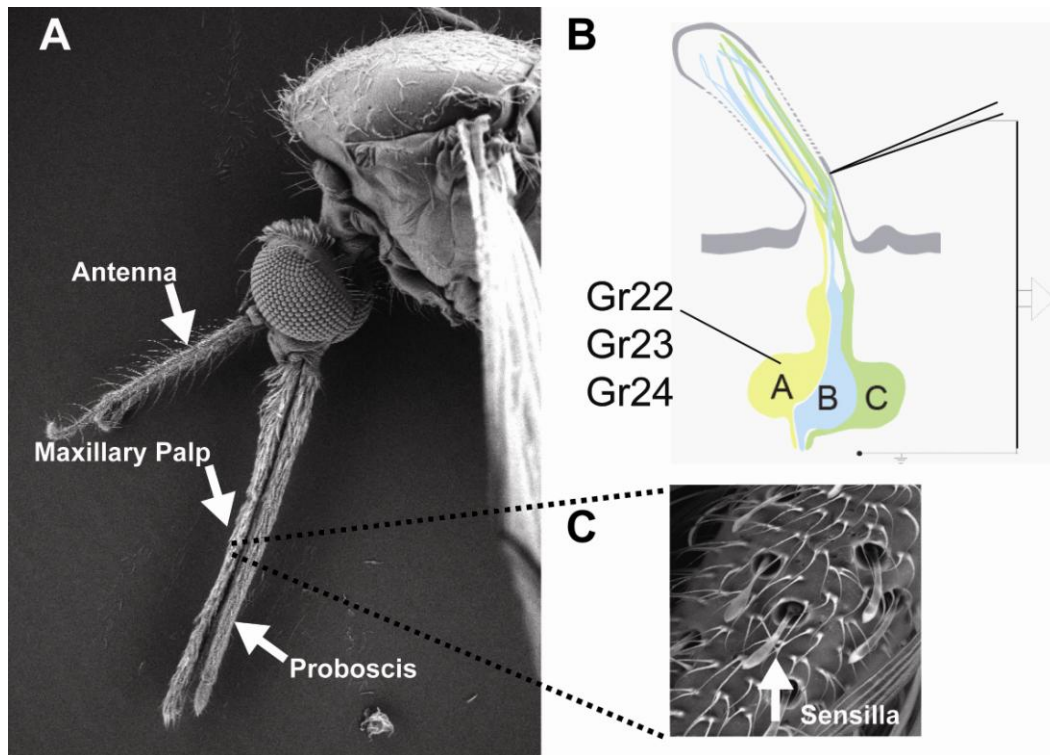 A
Antenna
Maxillary Palp
Proboscis
B
Gr22
Gr23
Gr24
A B C
C
Sensilla